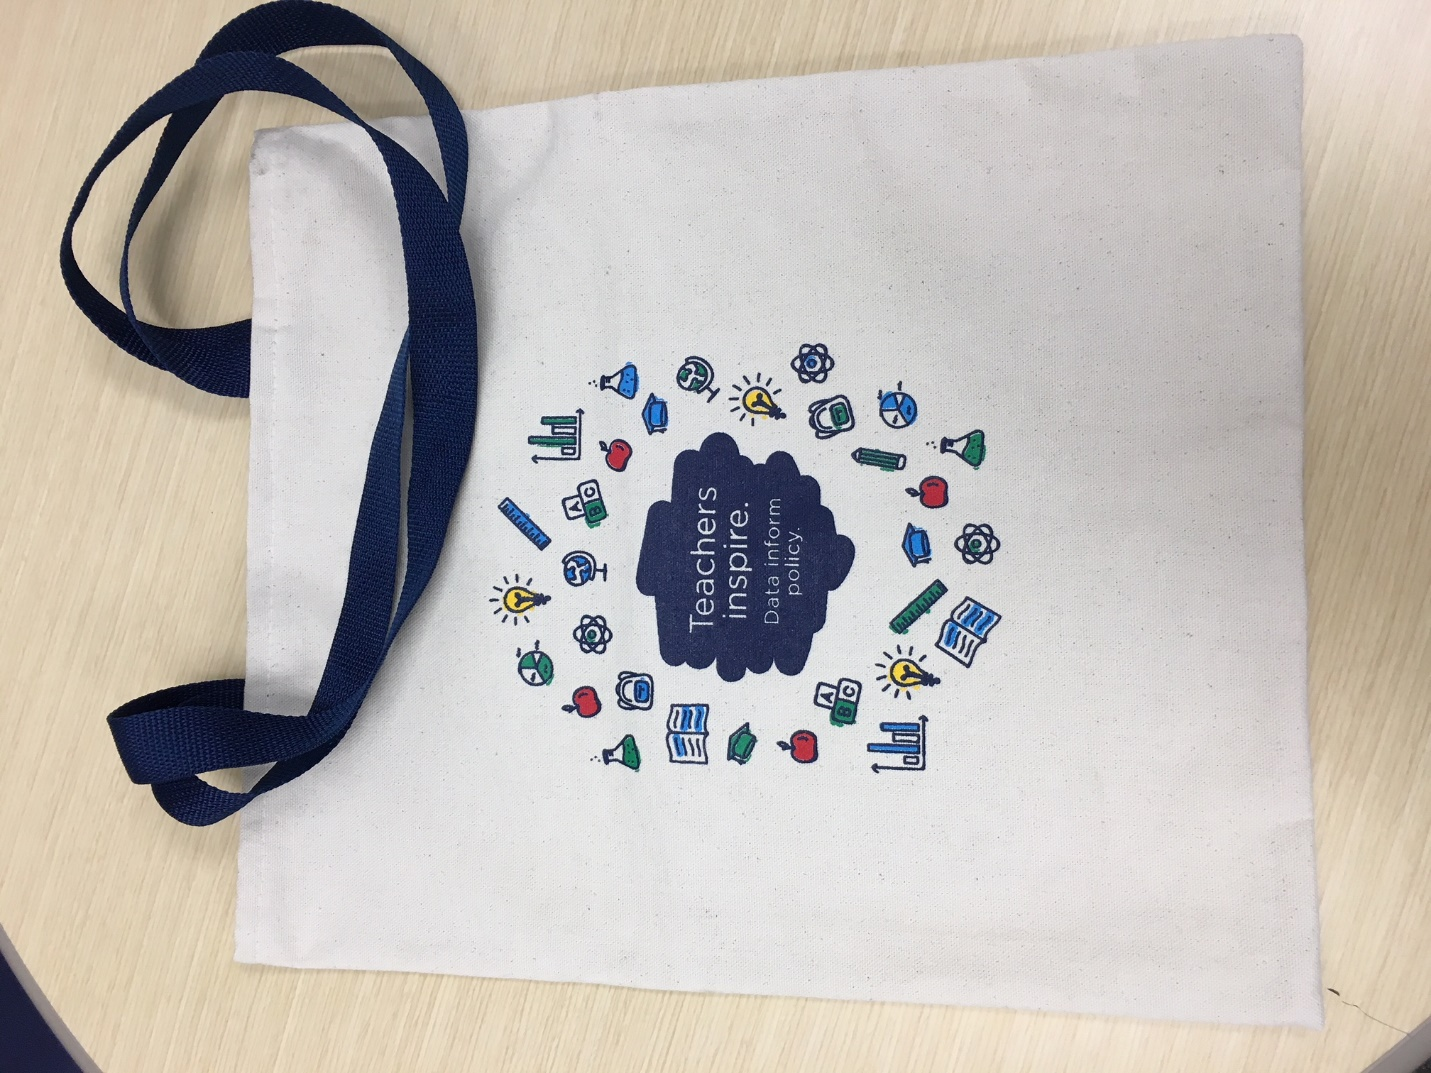 Teachers
inspire.
Data inform
policy.
A C
B
A C
B